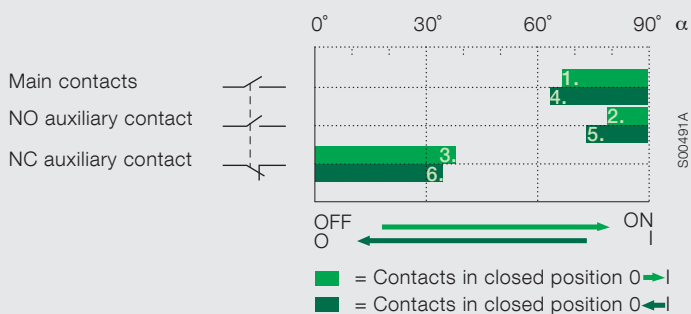 0° 30° 60° 90° α
Main contacts
1.
4.
NO auxiliary contact
2.
5.
NC auxiliary contact
3.
6.
S00491A
OFF ON
O I
= Contacts in closed position 0→I
= Contacts in closed position 0←I